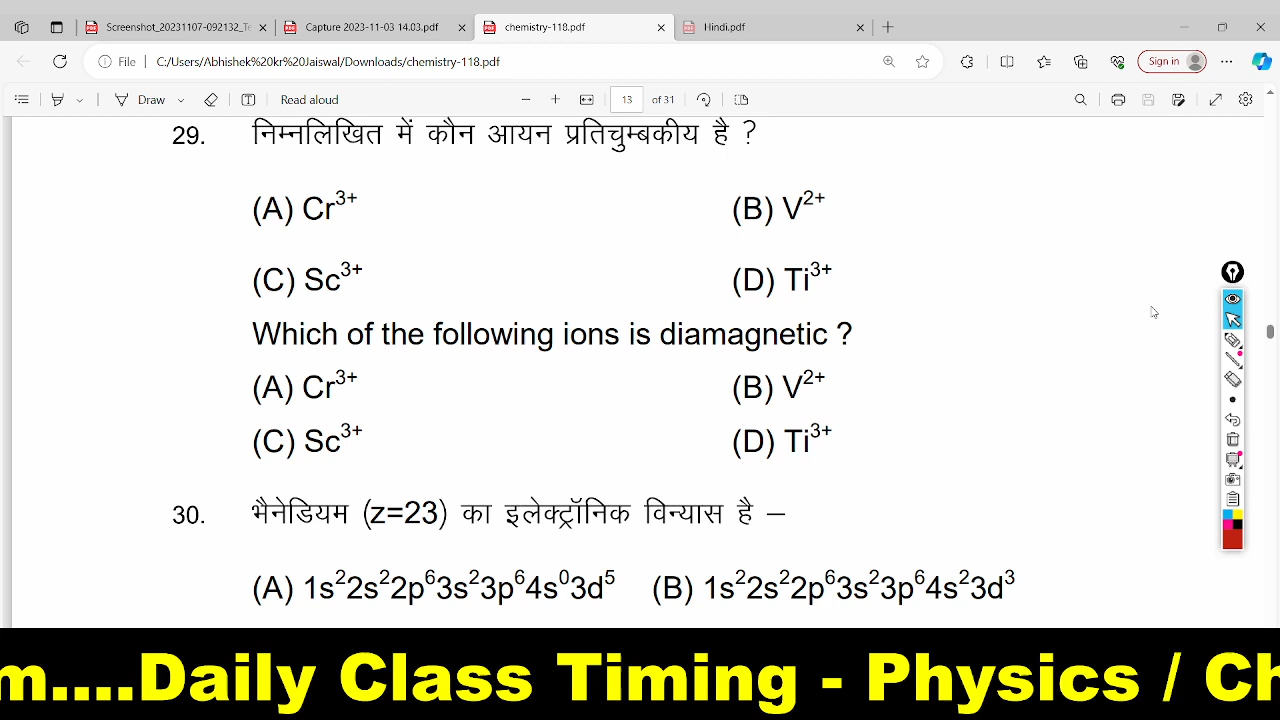 Screenshot_20231107-092132_Te
Capture 2023-11-03 14.03.pdf
chemistry-118.pdf
Hindi.pdf
File C:/Users/Abhishek%20kr%20Jaiswal/Downloads/chemistry-118.pdf
Sign in
Draw
Read aloud
13 of 31
29. निम्नलिखित में कौन आयन प्रतिचुम्बकीय है ?
(A) Cr³⁺ (B) V²⁺
(C) Sc³⁺ (D) Ti³⁺
Which of the following ions is diamagnetic ?
(A) Cr³⁺ (B) V²⁺
(C) Sc³⁺ (D) Ti³⁺
30. भैनेडियम (z=23) का इलेक्ट्रॉनिक विन्यास है –
(A) 1s²2s²2p⁶3s²3p⁶4s⁰3d⁵ (B) 1s²2s²2p⁶3s²3p⁶4s²3d³
m....Daily Class Timing - Physics / Ch